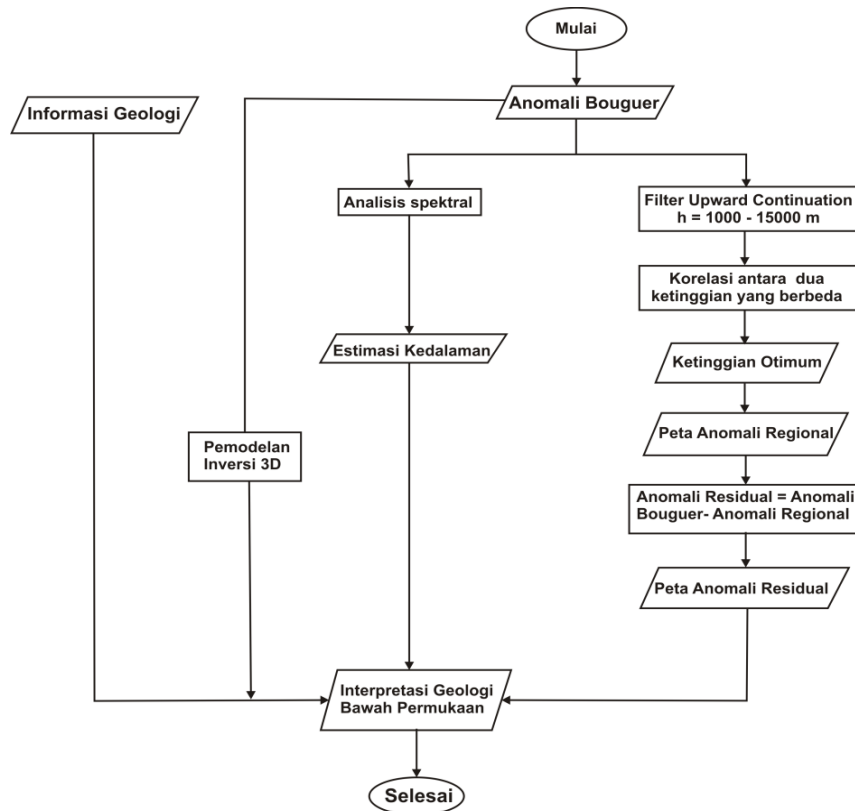 Mulai
Anomali Bouguer
Informasi Geologi
Analisis spektral
Filter Upward Continuation
h = 1000 - 15000 m
Korelasi antara dua
ketinggian yang berbeda
Estimasi Kedalaman
Ketinggian Otimum
Peta Anomali Regional
Pemodelan
Inversi 3D
Anomali Residual = Anomali
Bouguer- Anomali Regional
Peta Anomali Residual
Interpretasi Geologi
Bawah Permukaan
Selesai